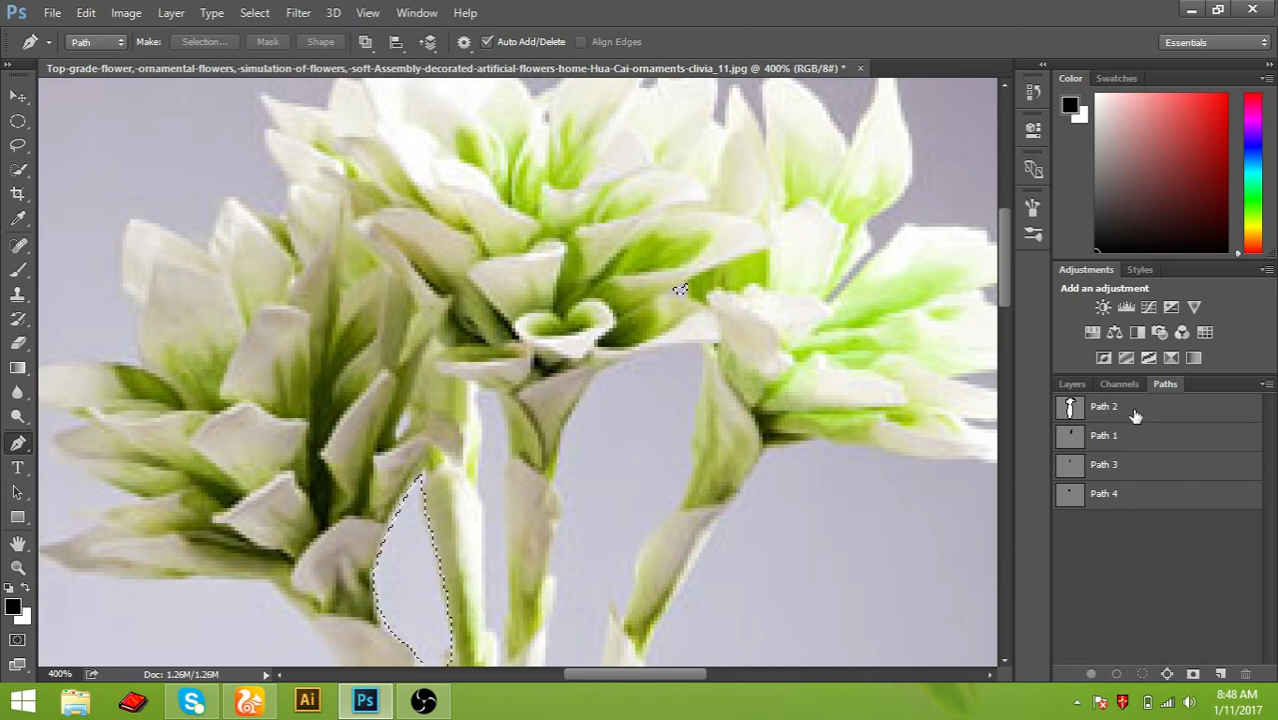 Ps File Edit Image Layer Type Select Filter 3D View Window Help
Path Make: Selection... Mask Shape Auto Add/Delete Align Edges Essentials
Top-grade-flower,-ornamental-flowers,-simulation-of-flowers,-soft-Assembly-decorated-artificial-flowers-home-Hua-Cai-ornaments-clivia_11.jpg @ 400% (RGB/8#) *
Color Swatches
Adjustments Styles
Add an adjustment
Layers Channels Paths
Path 2
Path 1
Path 3
Path 4
400% Doc: 1.26M/1.26M
Ai Ps
8:48 AM
1/11/2017